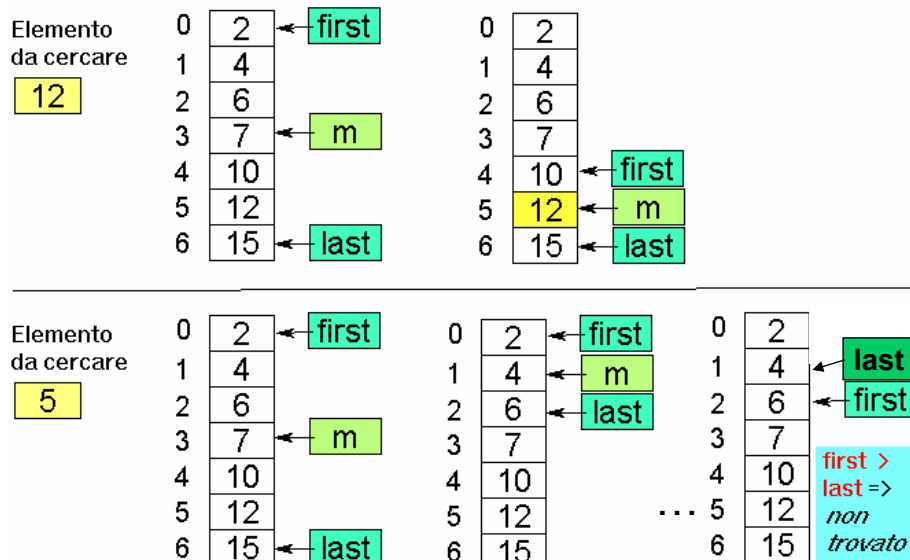 Elemento
da cercare
12
0 2 first
1 4
2 6
3 7 m
4 10
5 12
6 15 last
0 2
1 4
2 6
3 7
4 10 first
5 12 m
6 15 last
Elemento
da cercare
5
0 2 first
1 4
2 6
3 7 m
4 10
5 12
6 15 last
0 2 first
1 4 m
2 6 last
3 7
4 10
5 12
6 15
...
0 2
1 4 last
2 6 first
3 7
4 10
5 12
6 15
first >
last =>
non
trovato